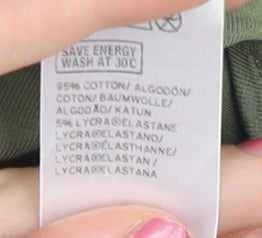 SAVE ENERGY
WASH AT 30C
95% COTTON/ ALGODÓN/
COTON/ BAUMWOLLE/
ALGODÃO/ KATUN
5% LYCRA®ELASTANE
LYCRA®ELASTANO/
LYCRA®ÉLASTHANNE/
LYCRA®ELASTAN /
LYCRA®ELASTANA